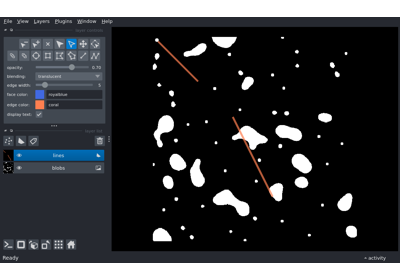 File View Layers Plugins Window Help
opacity: 0.70
blending: translucent
edge width: 5
face color: royalblue
edge color: coral
display text:
lines
blobs
Ready
activity